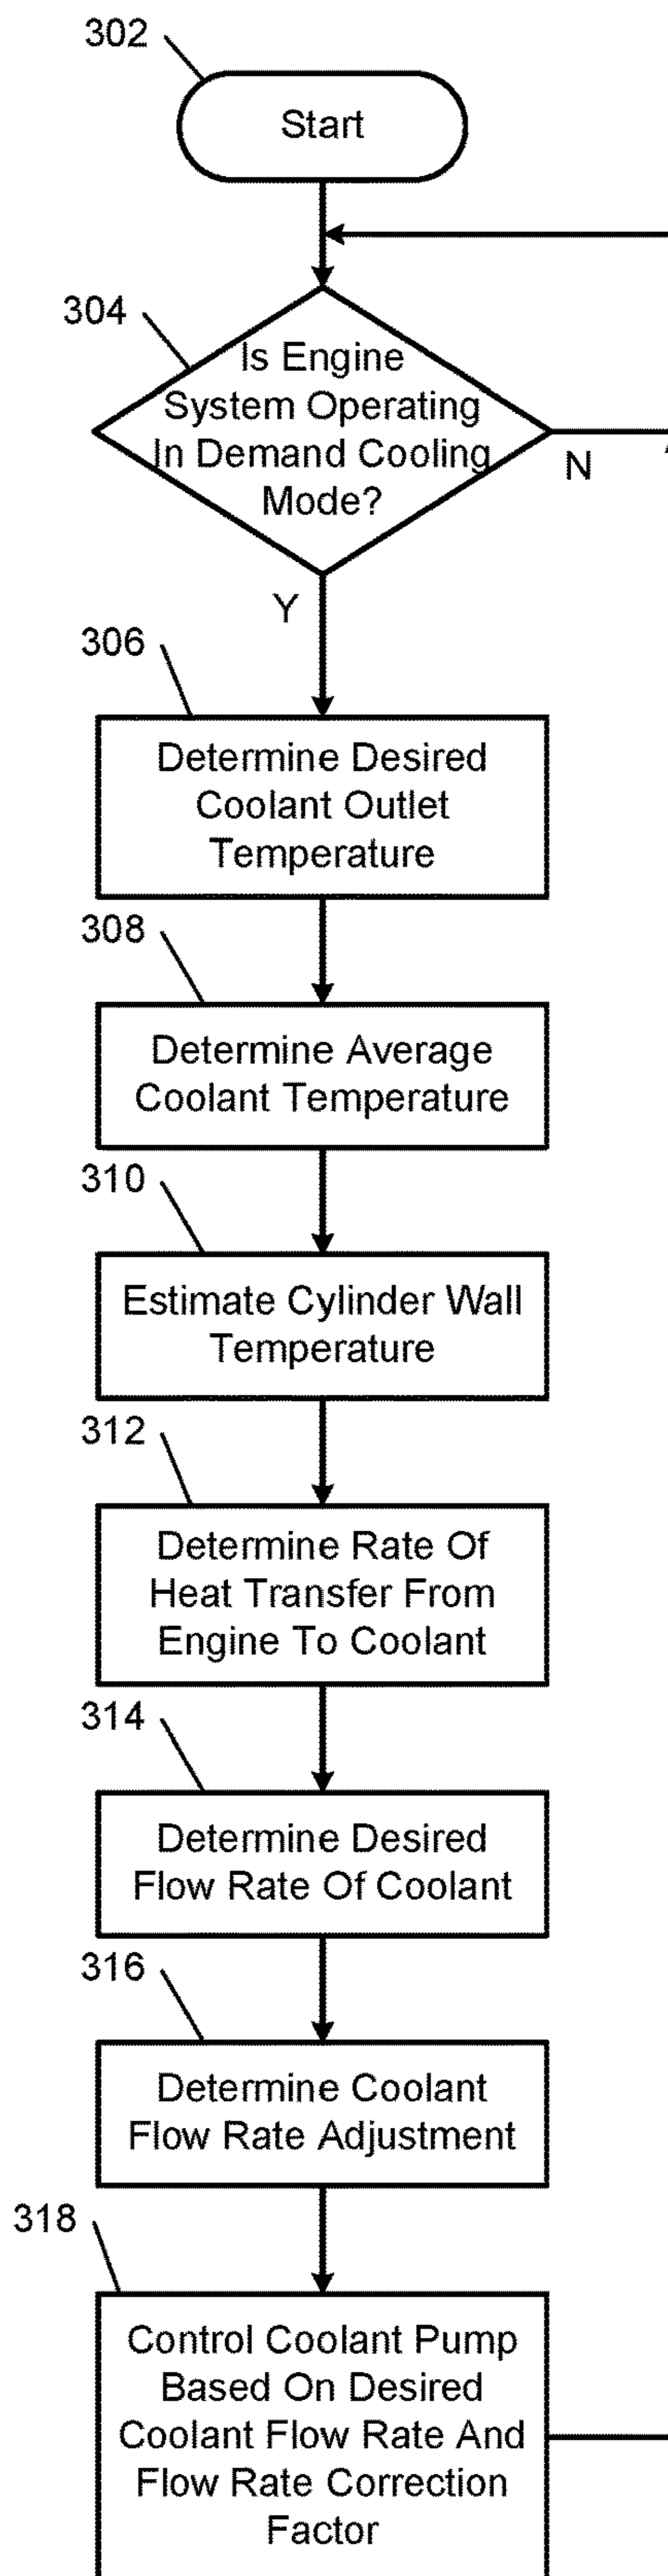 302
Start
304
Is Engine
System Operating
In Demand Cooling
Mode?
N
Y
306
Determine Desired
Coolant Outlet
Temperature
308
Determine Average
Coolant Temperature
310
Estimate Cylinder Wall
Temperature
312
Determine Rate Of
Heat Transfer From
Engine To Coolant
314
Determine Desired
Flow Rate Of Coolant
316
Determine Coolant
Flow Rate Adjustment
318
Control Coolant Pump
Based On Desired
Coolant Flow Rate And
Flow Rate Correction
Factor